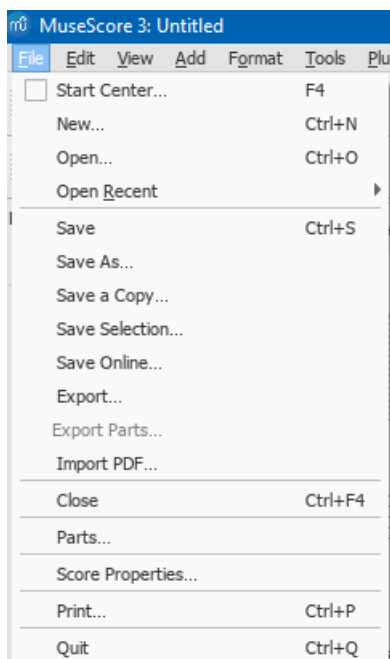 MuseScore 3: Untitled
File Edit View Add Format Tools Plu
Start Center... F4
New... Ctrl+N
Open... Ctrl+O
Open Recent
Save Ctrl+S
Save As...
Save a Copy...
Save Selection...
Save Online...
Export...
Export Parts...
Import PDF...
Close Ctrl+F4
Parts...
Score Properties...
Print... Ctrl+P
Quit Ctrl+Q